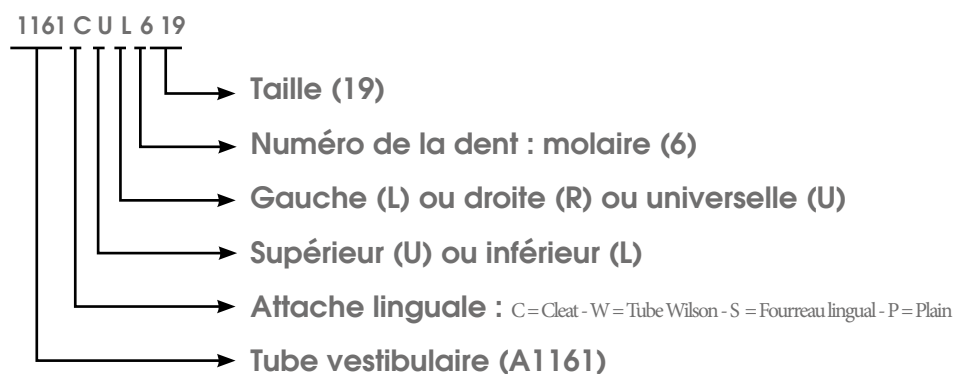 1161 C U L 6 19
Taille (19)
Numéro de la dent : molaire (6)
Gauche (L) ou droite (R) ou universelle (U)
Supérieur (U) ou inférieur (L)
Attache linguale : C = Cleat - W = Tube Wilson - S = Fourreau lingual - P = Plain
Tube vestibulaire (A1161)